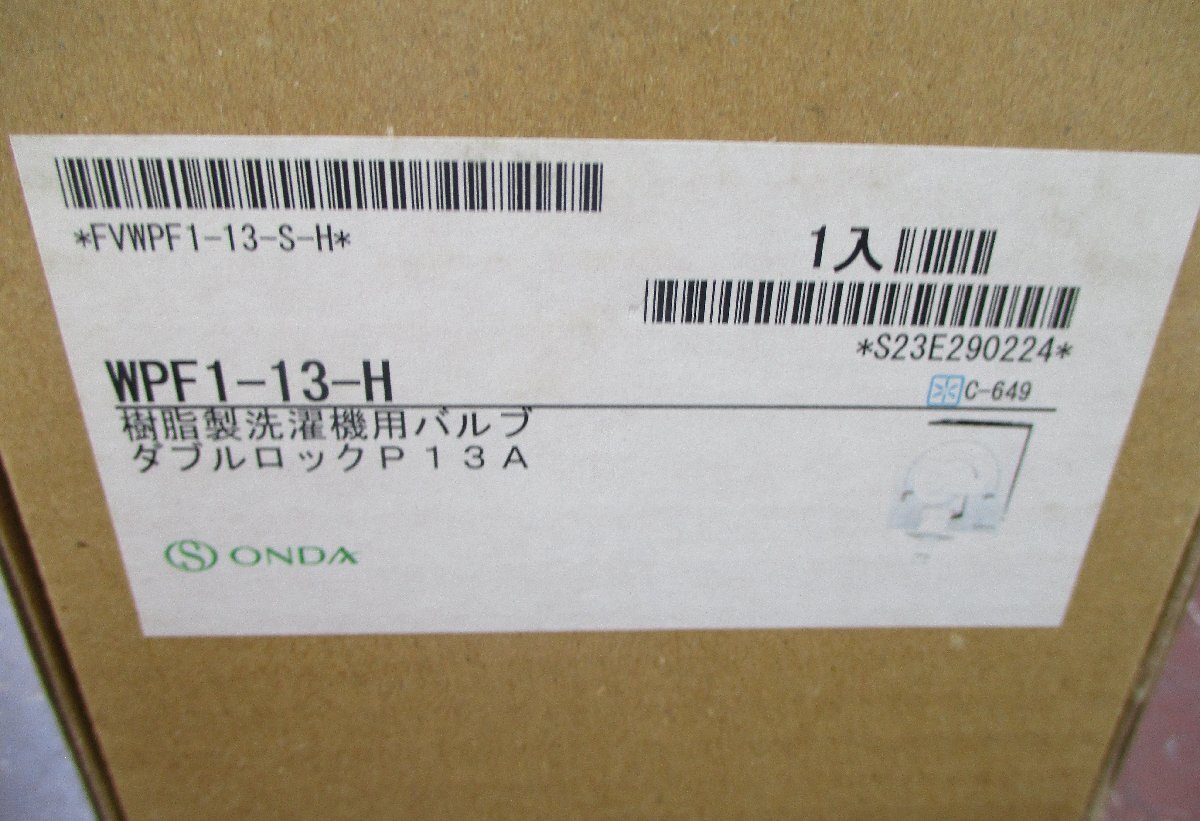 *FVWPF1-13-S-H*
1入
*S23E290224*
WPF1-13-H
C-649
樹脂製洗濯機用バルブ
ダブルロックＰ１３Ａ
S ONDA